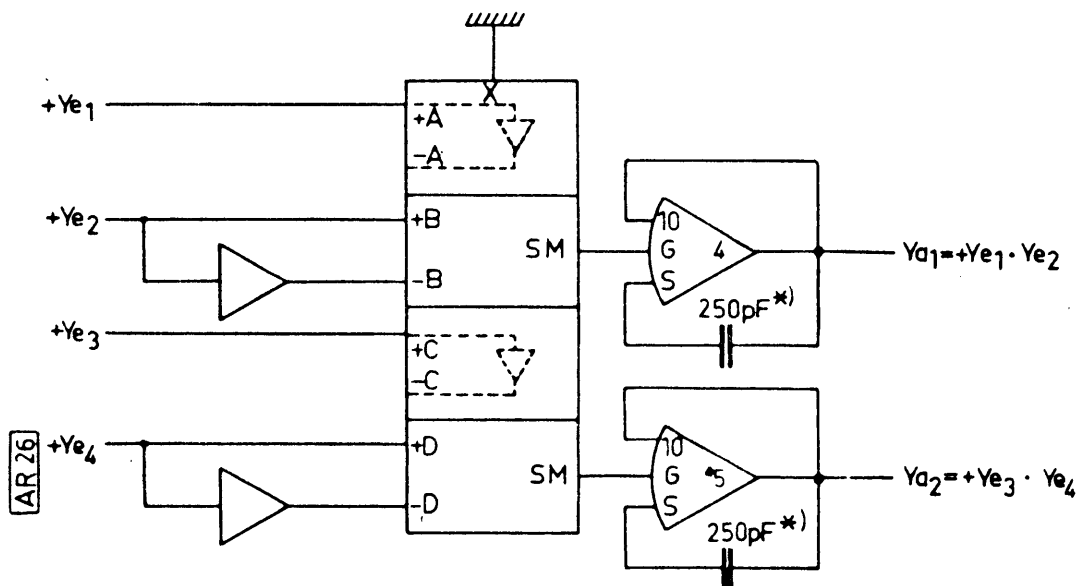 +Ye1
X
+A
-A
+Ye2
+B
SM
-B
10
G 4
S
Ya1=+Ye1·Ye2
250pF*)
+Ye3
+C
-C
AR 26
+Ye4
+D
SM
-D
10
G 5
S
Ya2=+Ye3·Ye4
250pF*)